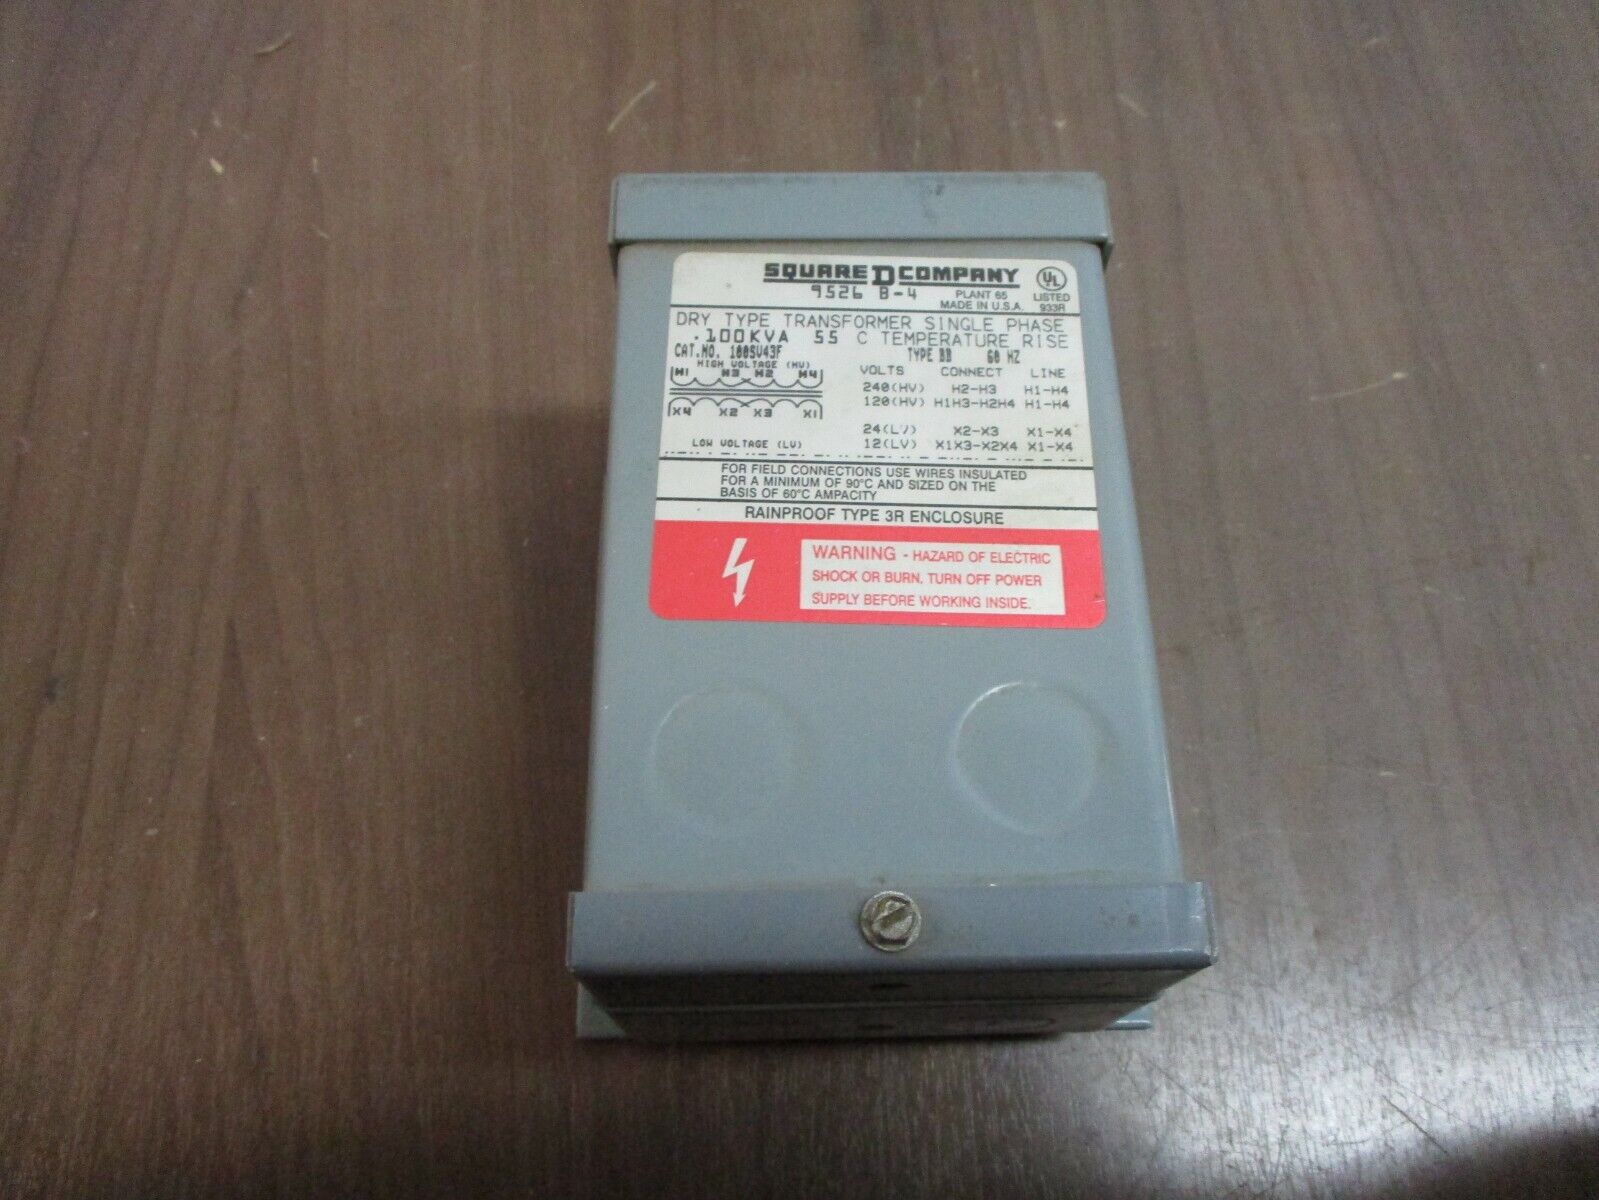 SQUARE D COMPANY
9526 B-4
PLANT 65
MADE IN U.S.A.
UL
LISTED
933R
DRY TYPE TRANSFORMER SINGLE PHASE
.100KVA 55 C TEMPERATURE RISE
CAT.NO. 100SV43F TYPE BB 60 HZ
HIGH VOLTAGE (HV)
H1 H3 H2 H4
X4 X2 X3 X1
LOW VOLTAGE (LV)
VOLTS CONNECT LINE
240(HV) H2-H3 H1-H4
120(HV) H1H3-H2H4 H1-H4
24(LV) X2-X3 X1-X4
12(LV) X1X3-X2X4 X1-X4
FOR FIELD CONNECTIONS USE WIRES INSULATED
FOR A MINIMUM OF 90°C AND SIZED ON THE
BASIS OF 60°C AMPACITY
RAINPROOF TYPE 3R ENCLOSURE
WARNING - HAZARD OF ELECTRIC
SHOCK OR BURN. TURN OFF POWER
SUPPLY BEFORE WORKING INSIDE.